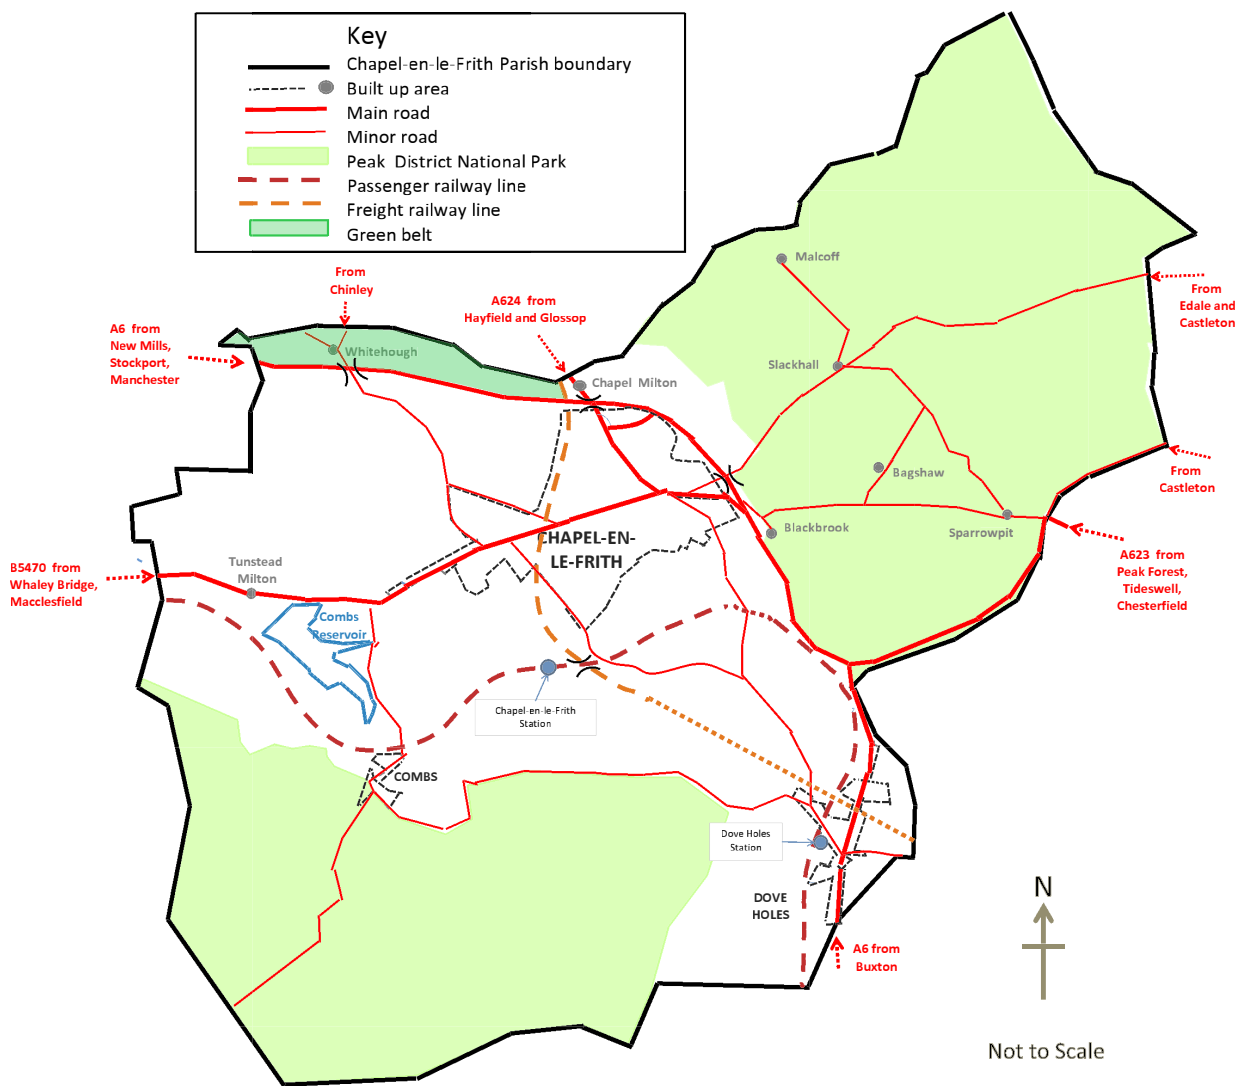 Key
Chapel-en-le-Frith Parish boundary
Built up area
Main road
Minor road
Peak District National Park
Passenger railway line
Freight railway line
Green belt
From
Chinley
A624 from
Hayfield and Glossop
A6 from
New Mills,
Stockport,
Manchester
Whitehough
Chapel Milton
Malcoff
Slackhall
From
Edale and
Castleton
Bagshaw
From
Castleton
Blackbrook
Sparrowpit
A623 from
Peak Forest,
Tideswell,
Chesterfield
CHAPEL-EN-
LE-FRITH
B5470 from
Whaley Bridge,
Macclesfield
Tunstead
Milton
Combs
Reservoir
Chapel-en-le-Frith
Station
COMBS
Dove Holes
Station
DOVE
HOLES
A6 from
Buxton
N
Not to Scale